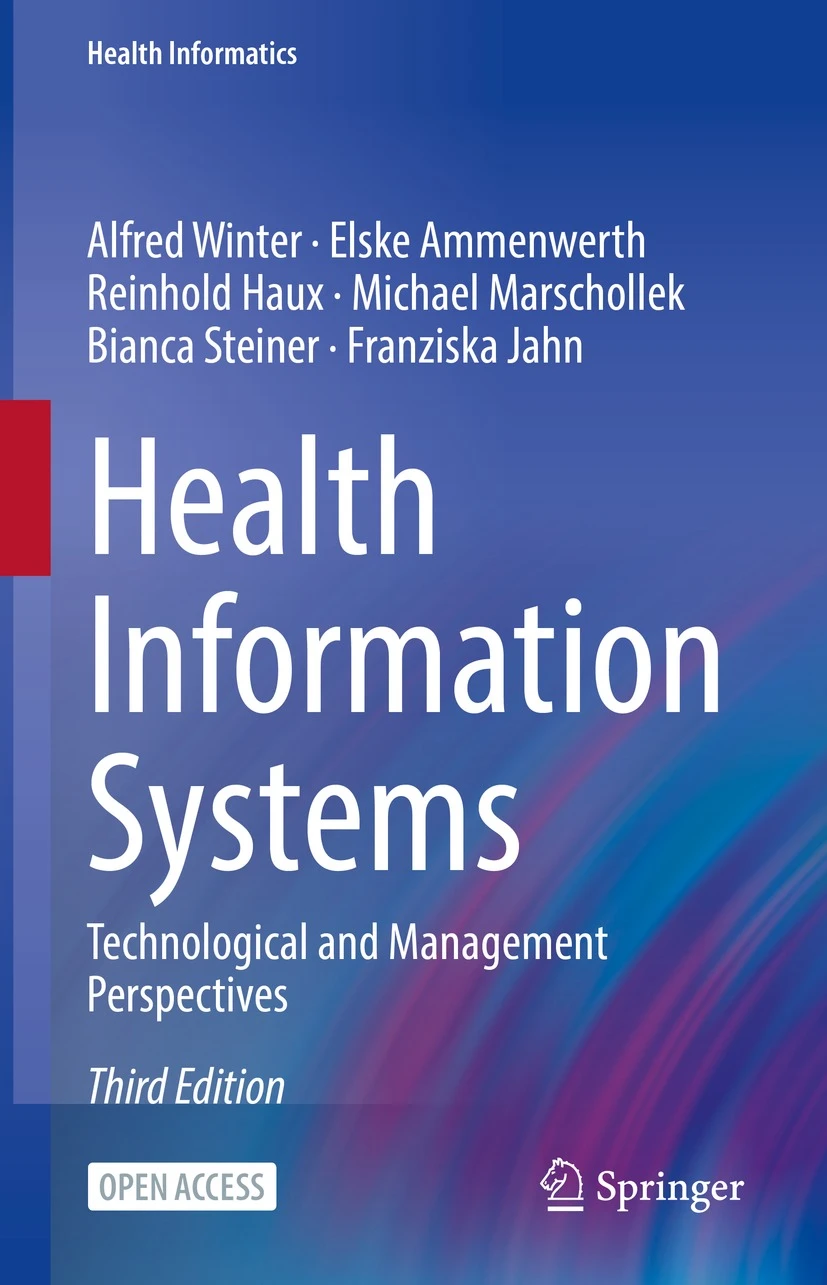 Health Informatics
Alfred Winter · Elske Ammenwerth
Reinhold Haux · Michael Marschollek
Bianca Steiner · Franziska Jahn
Health
Information
Systems
Technological and Management
Perspectives
Third Edition
OPEN ACCESS
Springer